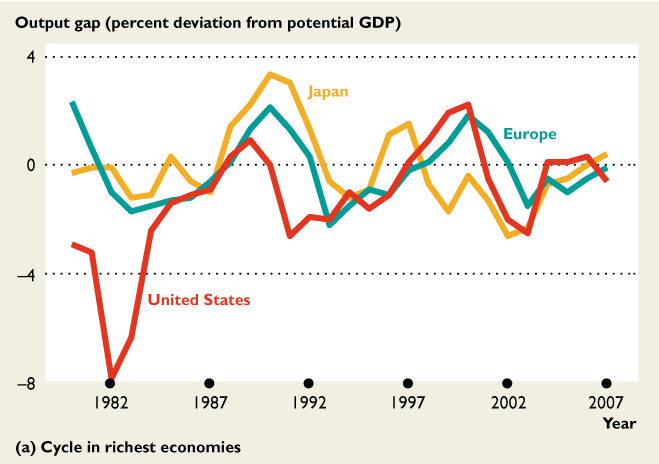 Output gap (percent deviation from potential GDP)
4
Japan
Europe
0
–4
United States
–8
1982 1987 1992 1997 2002 2007
Year
(a) Cycle in richest economies